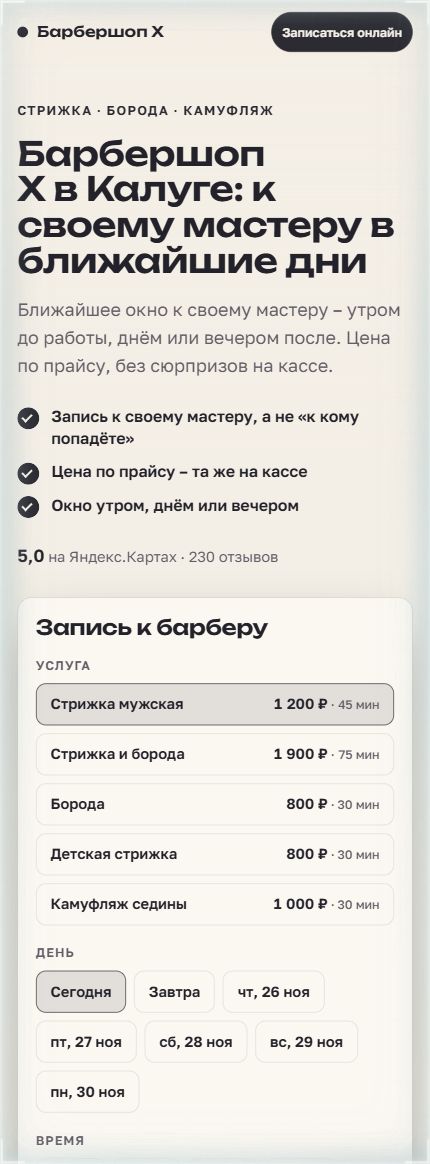 Барбершоп Х
Записаться онлайн
СТРИЖКА · БОРОДА · КАМУФЛЯЖ
Барбершоп
Х в Калуге: к
своему мастеру в
ближайшие дни
Ближайшее окно к своему мастеру – утром
до работы, днём или вечером после. Цена
по прайсу, без сюрпризов на кассе.
Запись к своему мастеру, а не «к кому
попадёте»
Цена по прайсу – та же на кассе
Окно утром, днём или вечером
5,0 на Яндекс.Картах · 230 отзывов
Запись к барберу
УСЛУГА
Стрижка мужская 1 200 ₽ · 45 мин
Стрижка и борода 1 900 ₽ · 75 мин
Борода 800 ₽ · 30 мин
Детская стрижка 800 ₽ · 30 мин
Камуфляж седины 1 000 ₽ · 30 мин
ДЕНЬ
Сегодня Завтра чт, 26 ноя
пт, 27 ноя сб, 28 ноя вс, 29 ноя
пн, 30 ноя
ВРЕМЯ